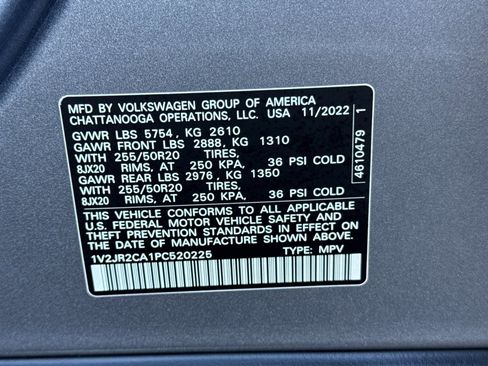 MFD. BY VOLKSWAGEN GROUP OF AMERICA
CHATTANOOGA OPERATIONS, LLC. USA 11/2022
GVWR LBS 5754, KG 2610
GAWR FRONT LBS 2888, KG 1310
WITH 255/50R20 TIRES,
8JX20 RIMS, AT 250 KPA, 36 PSI COLD
GAWR REAR LBS 2976, KG 1350
WITH 255/50R20 TIRES,
8JX20 RIMS, AT 250 KPA, 36 PSI COLD
THIS VEHICLE CONFORMS TO ALL APPLICABLE
U.S. FEDERAL MOTOR VEHICLE SAFETY AND
THEFT PREVENTION STANDARDS IN EFFECT ON
THE DATE OF MANUFACTURE SHOWN ABOVE.
1V2JR2CA1PC520225 TYPE: MPV
4610479 1